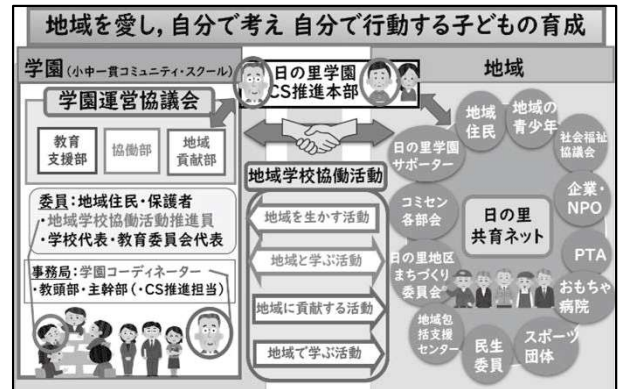 地域を愛し，自分で考え 自分で行動する子どもの育成
学園（小中一貫コミュニティ・スクール）
学園運営協議会
教育
支援部
協働部
地域
貢献部
委員：地域住民・保護者
・地域学校協働活動推進員
・学校代表・教育委員会代表
事務局：学園コーディネーター
・教頭部・主幹部（・CS推進担当）
日の里学園
CS推進本部
地域学校協働活動
地域を生かす活動
地域と学ぶ活動
地域に貢献する活動
地域で学ぶ活動
地域
地域
住民
地域の
青少年
社会福祉
協議会
日の里学園
サポーター
企業・
NPO
コミセン
各部会
日の里
共育ネット
PTA
日の里地区
まちづくり
委員会
おもちゃ
病院
地域包
括支援
センター
民生
委員
スポーツ
団体